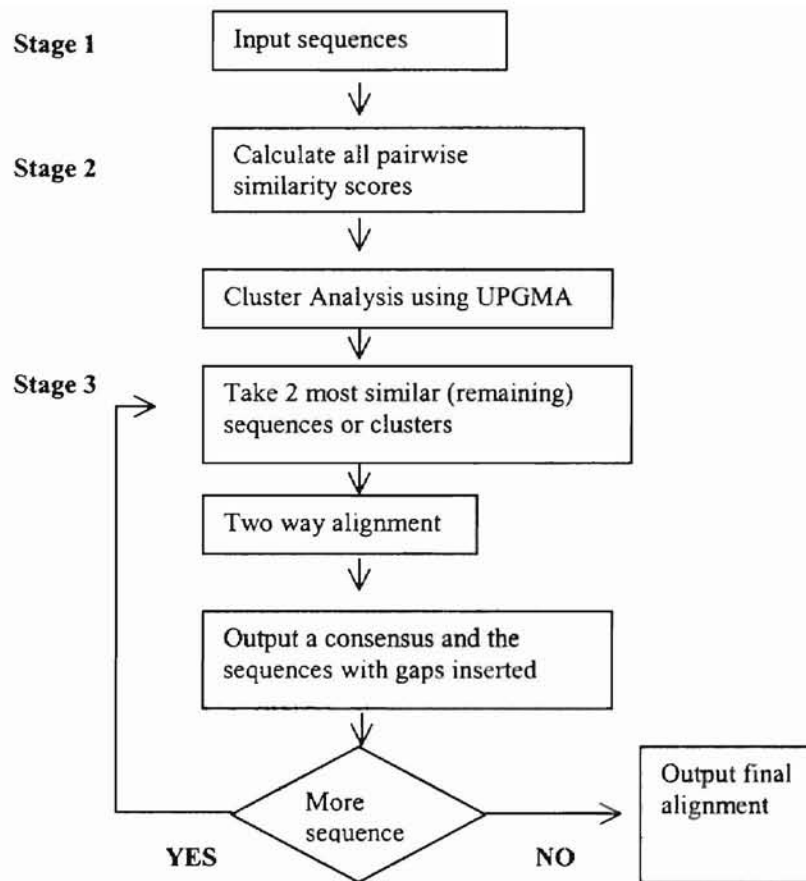 Stage 1
Input sequences
Stage 2
Calculate all pairwise
similarity scores
Cluster Analysis using UPGMA
Stage 3
Take 2 most similar (remaining)
sequences or clusters
Two way alignment
Output a consensus and the
sequences with gaps inserted
More
sequence
YES
NO
Output final
alignment